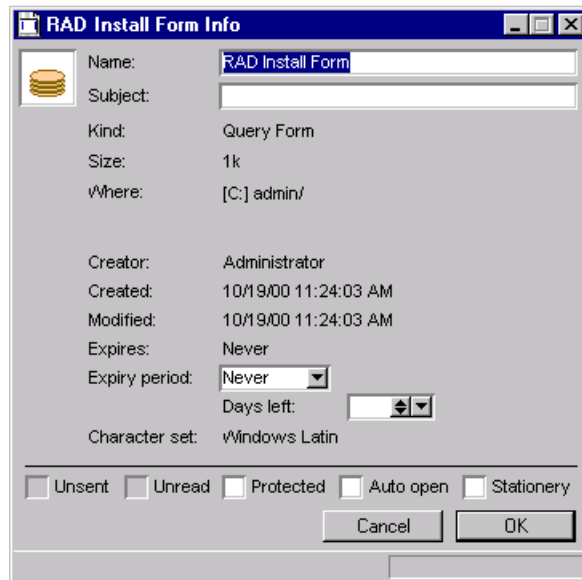 RAD Install Form Info
Name: RAD Install Form
Subject:
Kind: Query Form
Size: 1k
Where: [C:] admin/
Creator: Administrator
Created: 10/19/00 11:24:03 AM
Modified: 10/19/00 11:24:03 AM
Expires: Never
Expiry period: Never
Days left:
Character set: Windows Latin
Unsent Unread Protected Auto open Stationery
Cancel OK